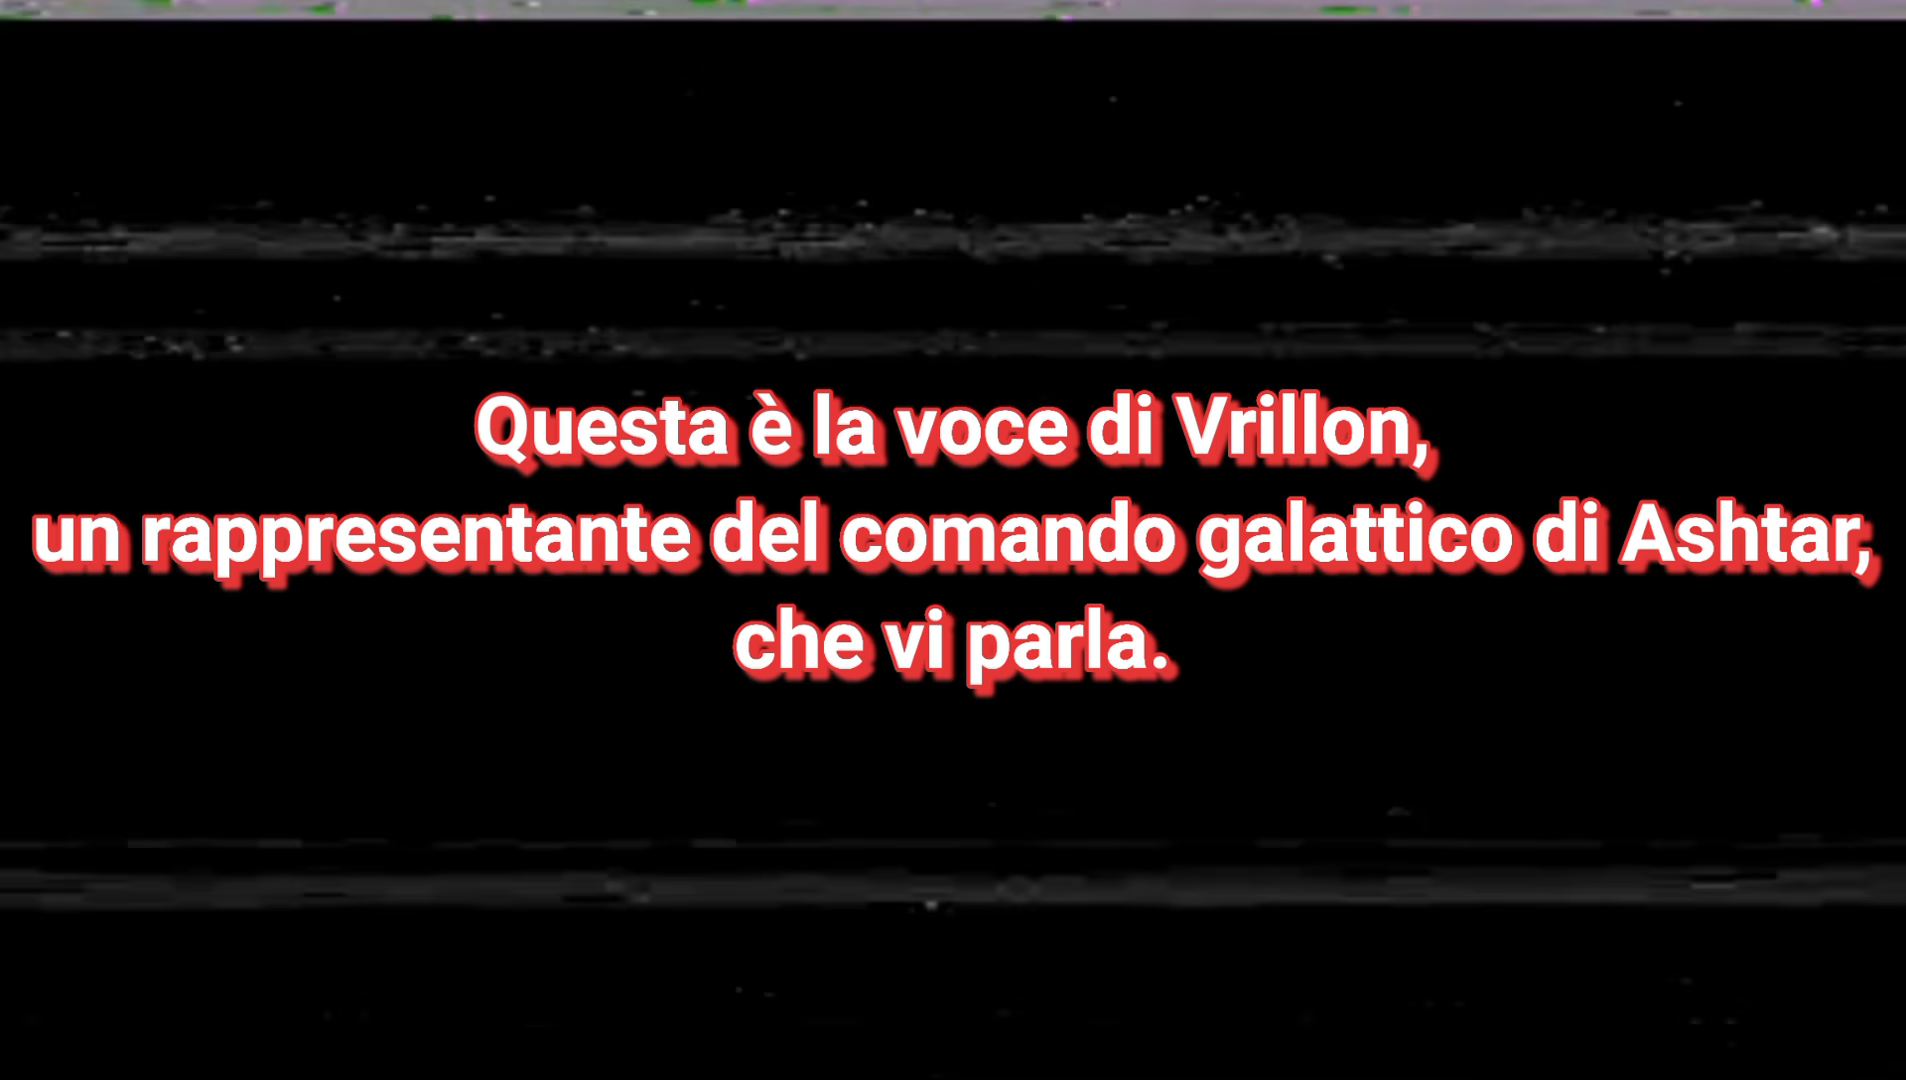 Questa è la voce di Vrillon,
un rappresentante del comando galattico di Ashtar,
che vi parla.